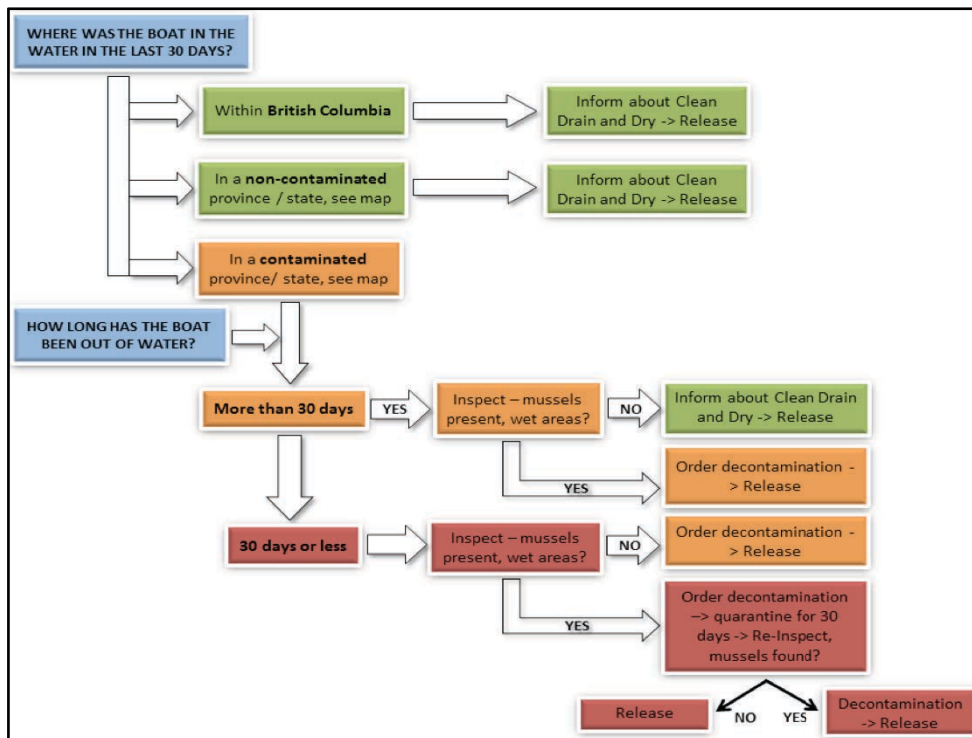 WHERE WAS THE BOAT IN THE
WATER IN THE LAST 30 DAYS?
Within British Columbia
Inform about Clean
Drain and Dry -> Release
In a non-contaminated
province / state, see map
Inform about Clean
Drain and Dry -> Release
In a contaminated
province/ state, see map
HOW LONG HAS THE BOAT
BEEN OUT OF WATER?
More than 30 days
YES
Inspect – mussels
present, wet areas?
NO
Inform about Clean Drain
and Dry -> Release
YES
Order decontamination -
> Release
30 days or less
Inspect – mussels
present, wet areas?
NO
Order decontamination -
> Release
YES
Order decontamination
–> quarantine for 30
days -> Re-Inspect,
mussels found?
Release
NO
YES
Decontamination
-> Release